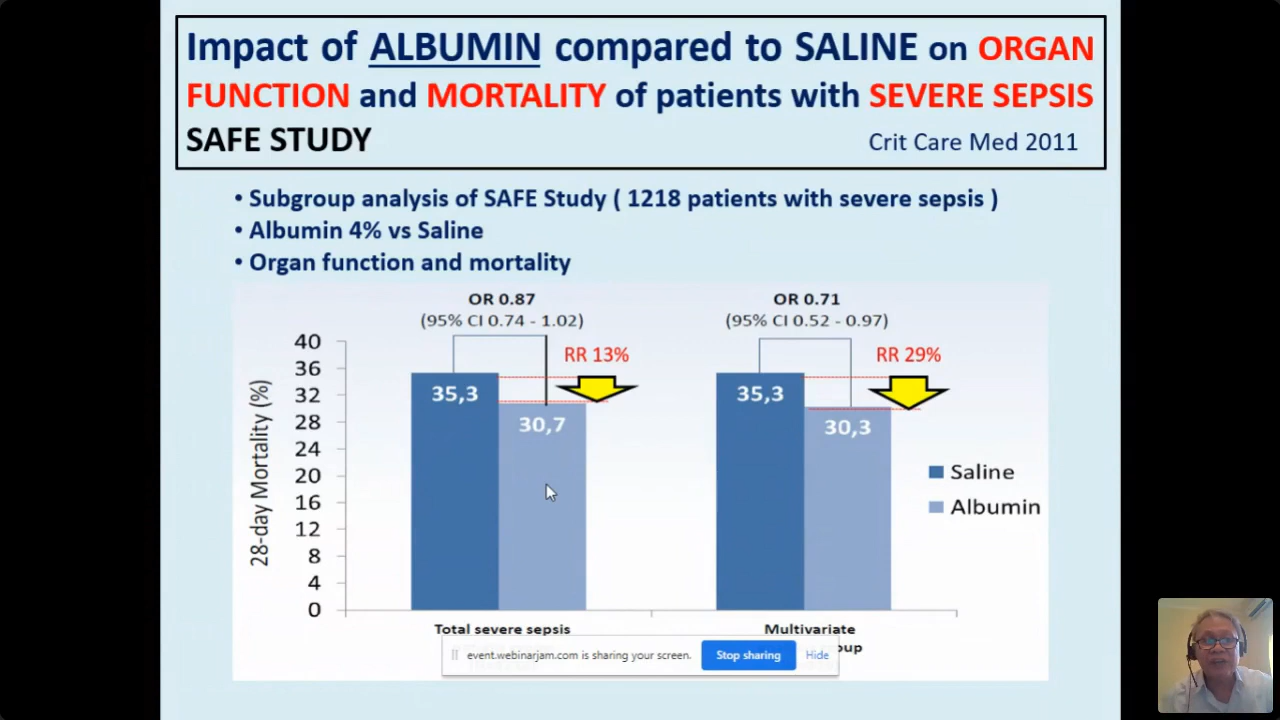 Impact of ALBUMIN compared to SALINE on ORGAN
FUNCTION and MORTALITY of patients with SEVERE SEPSIS
SAFE STUDY
Crit Care Med 2011
• Subgroup analysis of SAFE Study ( 1218 patients with severe sepsis )
• Albumin 4% vs Saline
• Organ function and mortality
OR 0.87
(95% CI 0.74 - 1.02)
OR 0.71
(95% CI 0.52 - 0.97)
RR 13%
RR 29%
28-day Mortality (%)
40
36
32
28
24
20
16
12
8
4
0
35,3
30,7
35,3
30,3
Saline
Albumin
Total severe sepsis
Multivariate
event.webinarjam.com is sharing your screen.
Stop sharing
Hide